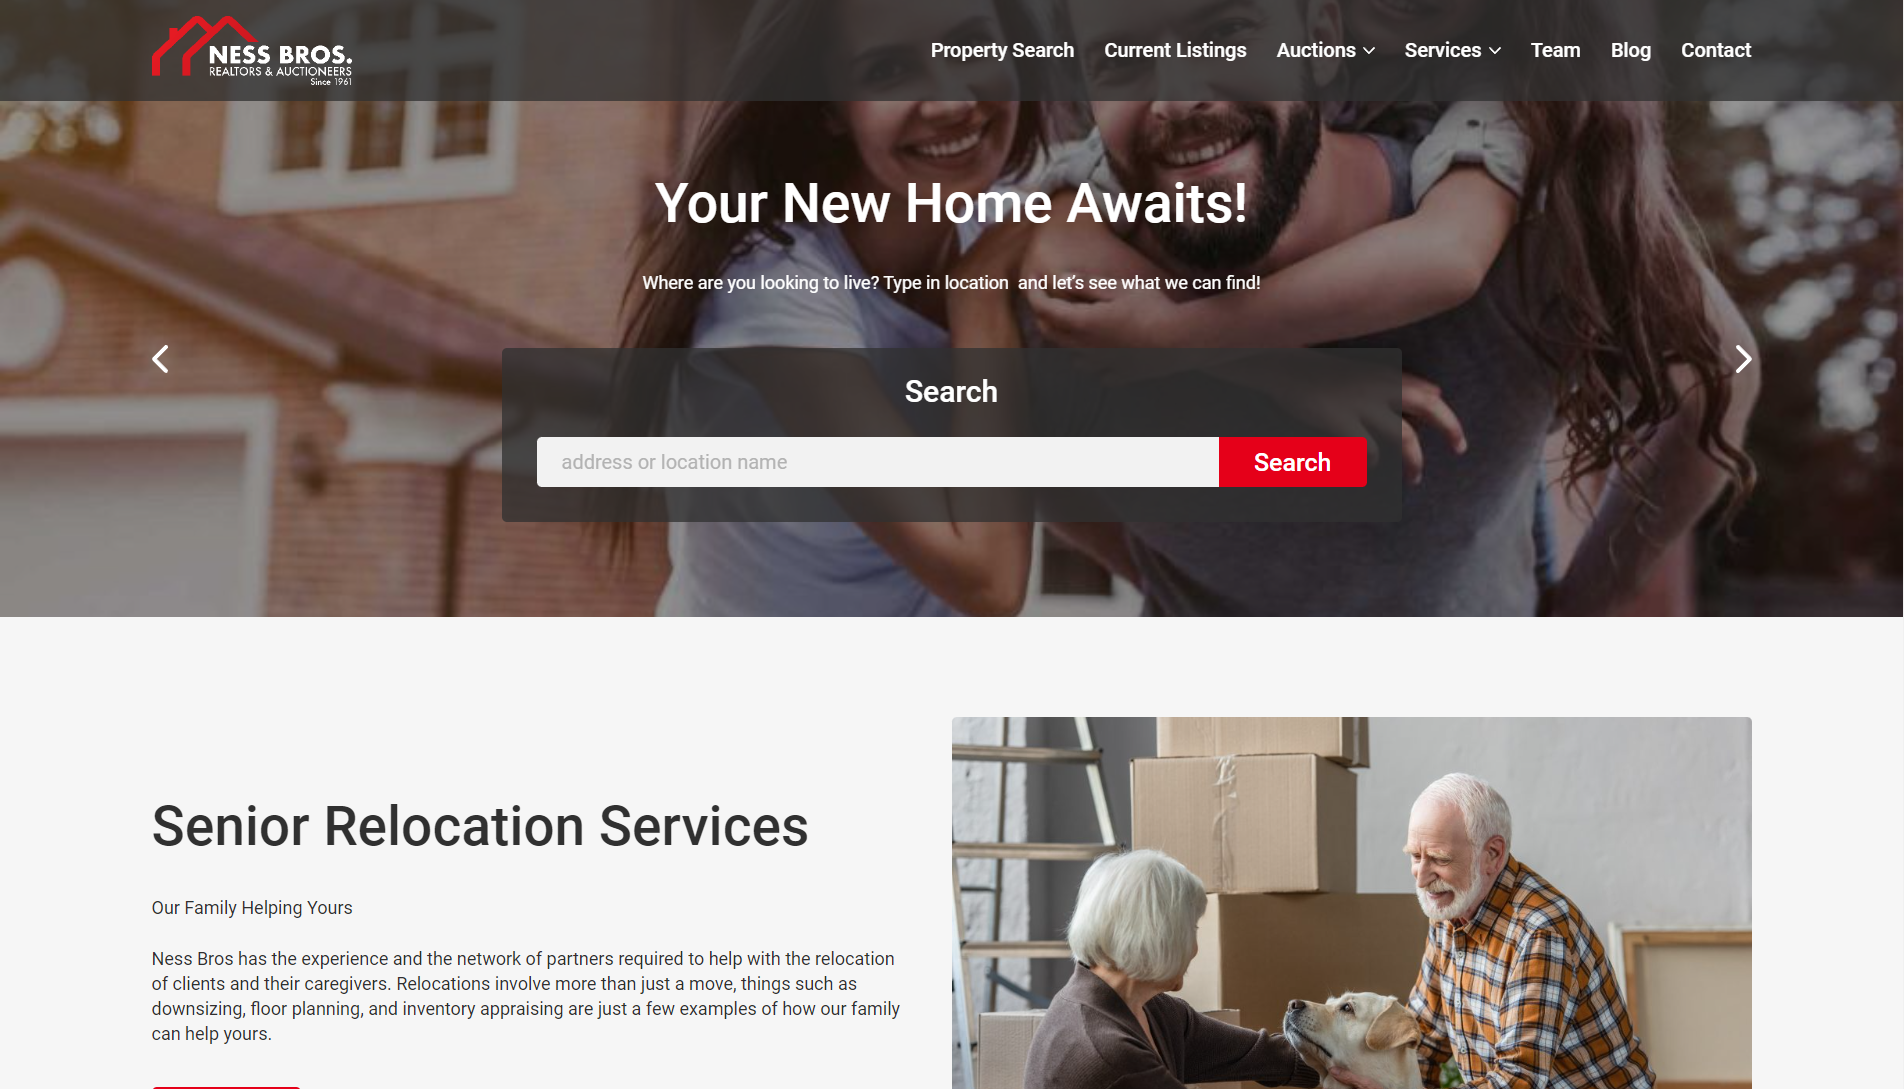 NESS BROS.
REALTORS & AUCTIONEERS
Since 1961
Property Search
Current Listings
Auctions
Services
Team
Blog
Contact
Your New Home Awaits!
Where are you looking to live? Type in location  and let's see what we can find!
Search
address or location name
Search
Senior Relocation Services
Our Family Helping Yours
Ness Bros has the experience and the network of partners required to help with the relocation
of clients and their caregivers. Relocations involve more than just a move, things such as
downsizing, floor planning, and inventory appraising are just a few examples of how our family
can help yours.